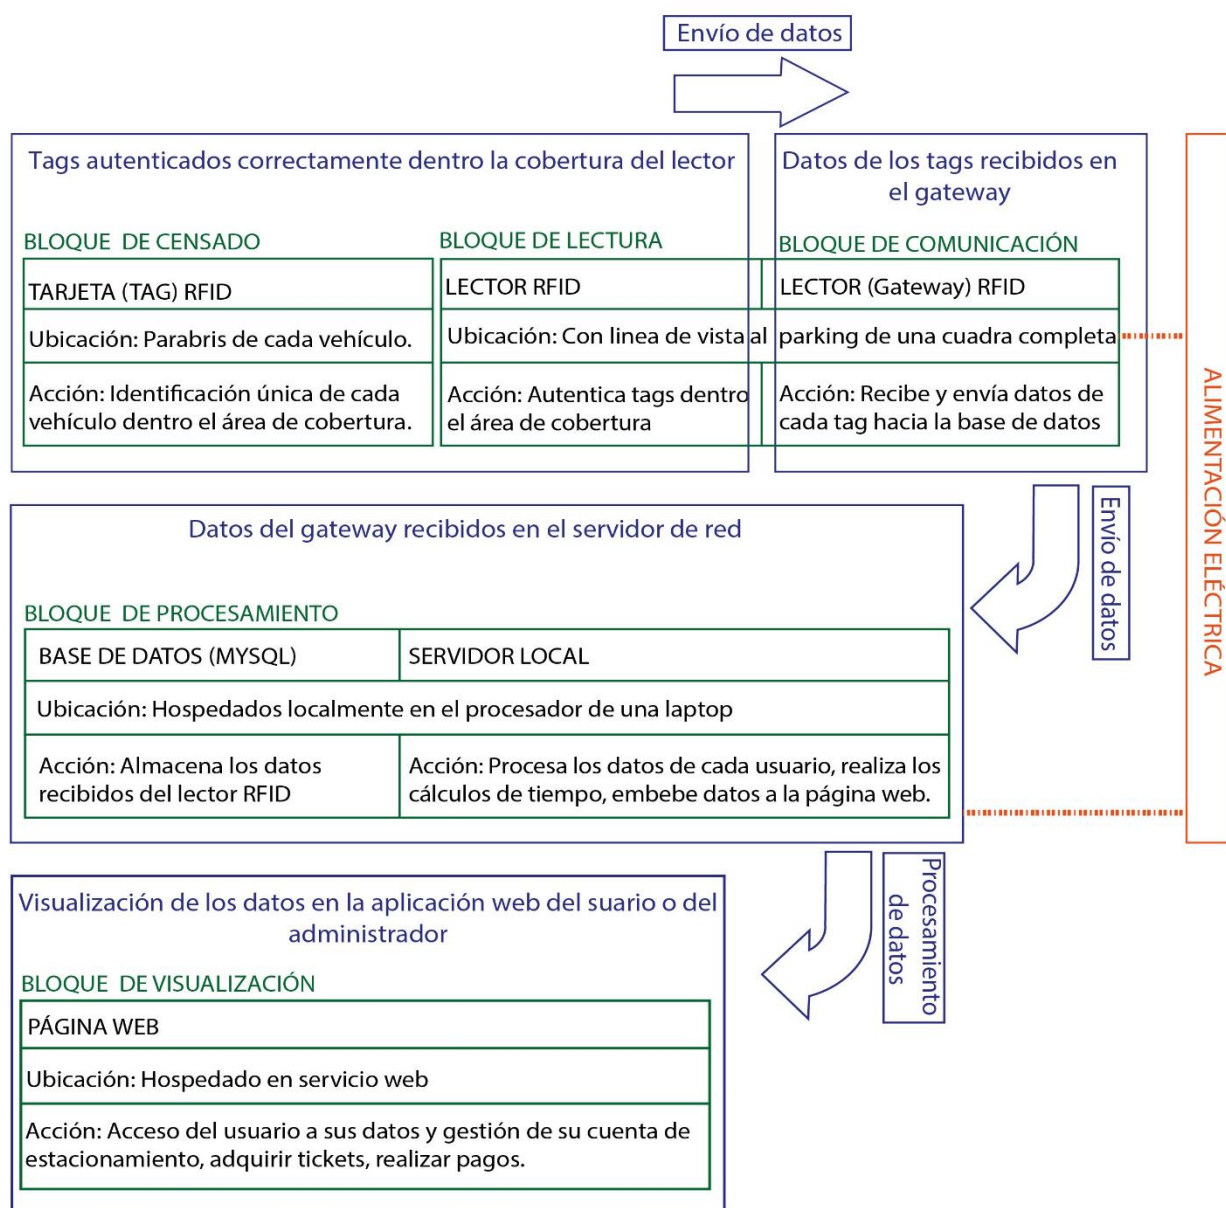 Envío de datos
Tags autenticados correctamente dentro la cobertura del lector
Datos de los tags recibidos en
el gateway
BLOQUE DE CENSADO
TARJETA (TAG) RFID
Ubicación: Parabris de cada vehículo.
Acción: Identificación única de cada
vehículo dentro el área de cobertura.
BLOQUE DE LECTURA
BLOQUE DE COMUNICACIÓN
LECTOR RFID
LECTOR (Gateway) RFID
Ubicación: Con linea de vista al parking de una cuadra completa
Acción: Autentica tags dentro
el área de cobertura
Acción: Recibe y envía datos de
cada tag hacia la base de datos
ALIMENTACIÓN ELÉCTRICA
Envío de datos
Datos del gateway recibidos en el servidor de red
BLOQUE DE PROCESAMIENTO
BASE DE DATOS (MYSQL)
SERVIDOR LOCAL
Ubicación: Hospedados localmente en el procesador de una laptop
Acción: Almacena los datos
recibidos del lector RFID
Acción: Procesa los datos de cada usuario, realiza los
cálculos de tiempo, embebe datos a la página web.
Procesamiento
de datos
Visualización de los datos en la aplicación web del suario o del
administrador
BLOQUE DE VISUALIZACIÓN
PÁGINA WEB
Ubicación: Hospedado en servicio web
Acción: Acceso del usuario a sus datos y gestión de su cuenta de
estacionamiento, adquirir tickets, realizar pagos.